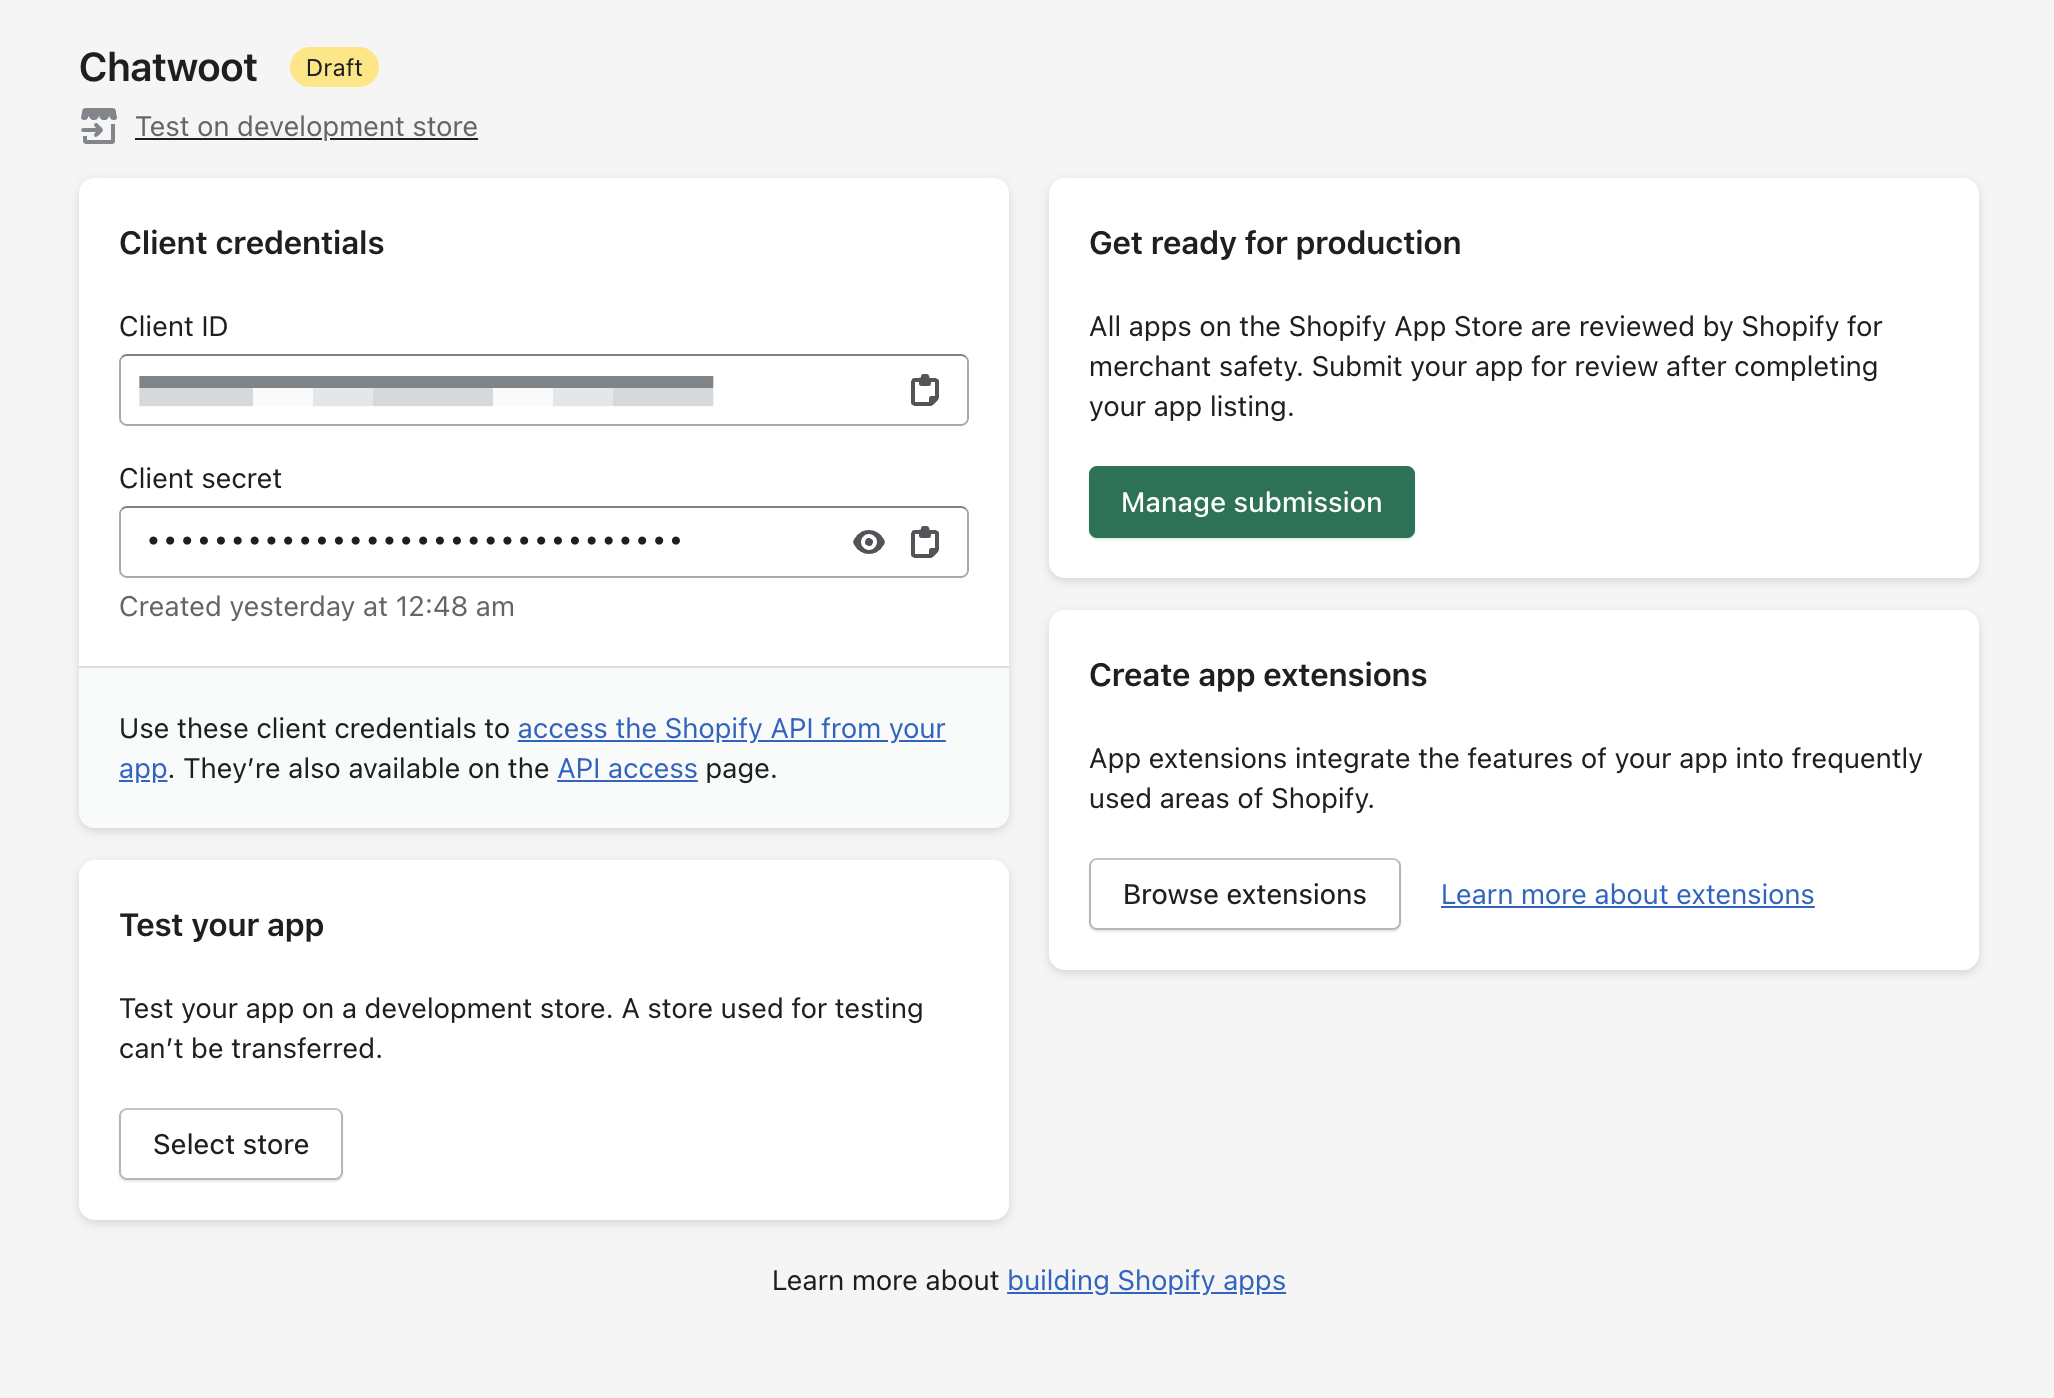 Chatwoot Draft
Test on development store
Client credentials
Client ID
Client secret
Created yesterday at 12:48 am
Use these client credentials to access the Shopify API from your
app. They’re also available on the API access page.
Test your app
Test your app on a development store. A store used for testing
can’t be transferred.
Select store
Get ready for production
All apps on the Shopify App Store are reviewed by Shopify for
merchant safety. Submit your app for review after completing
your app listing.
Manage submission
Create app extensions
App extensions integrate the features of your app into frequently
used areas of Shopify.
Browse extensions Learn more about extensions
Learn more about building Shopify apps